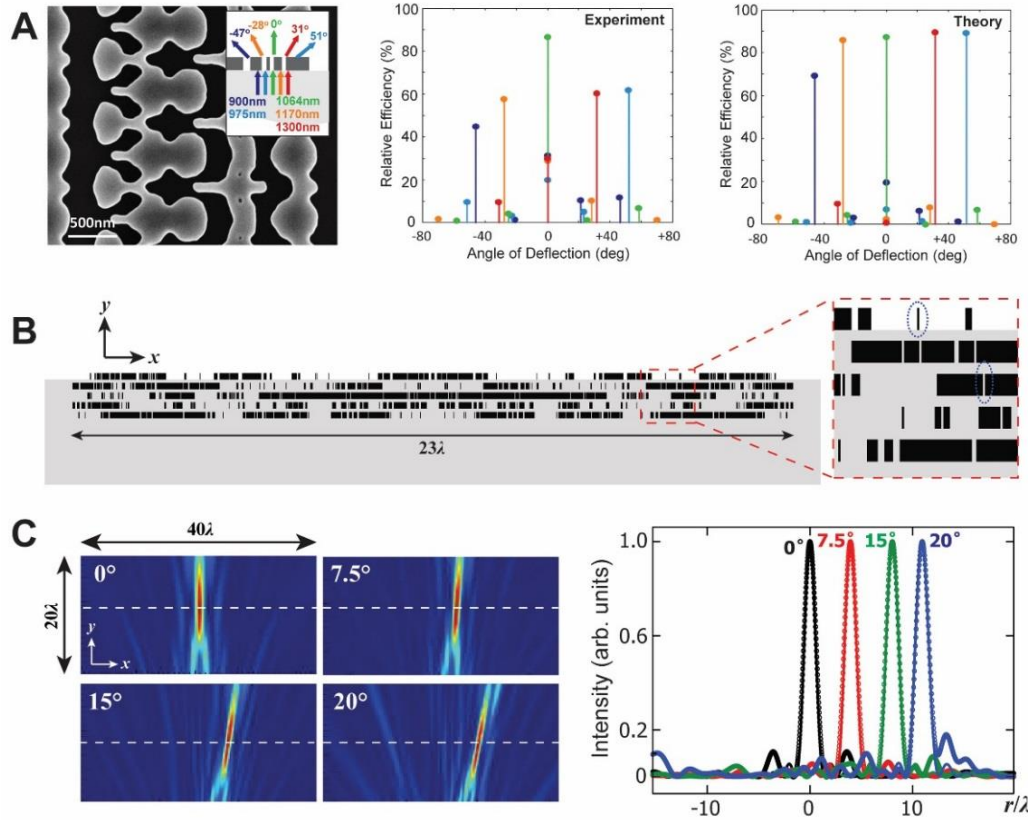 A
500nm
-47° -28° 0° 31° 51°
900nm 1064nm
975nm 1170nm
1300nm
Experiment
Relative Efficiency (%)
100
80
60
40
20
0
-80 -40 0 +40 +80
Angle of Deflection (deg)
Theory
Relative Efficiency (%)
100
80
60
40
20
0
-80 -40 0 +40 +80
Angle of Deflection (deg)
B
y
x
23λ
C
40λ
20λ
0°
y
x
7.5°
15°
20°
Intensity (arb. units)
1.0
0.6
0.2
0
0° 7.5° 15° 20°
-10 0 10 r/λ